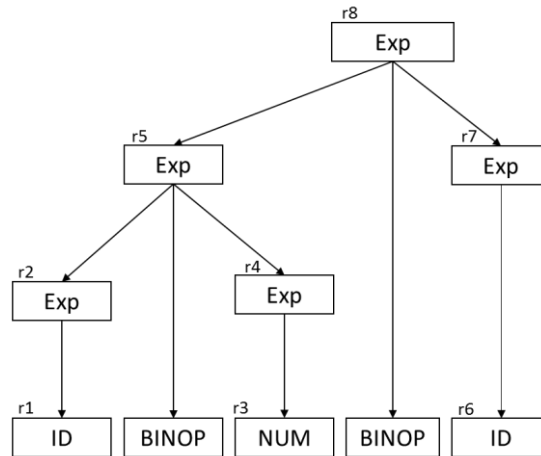 r8
Exp
r5
r7
Exp
Exp
r2
r4
Exp
Exp
r1
r3
r6
ID
BINOP
NUM
BINOP
ID